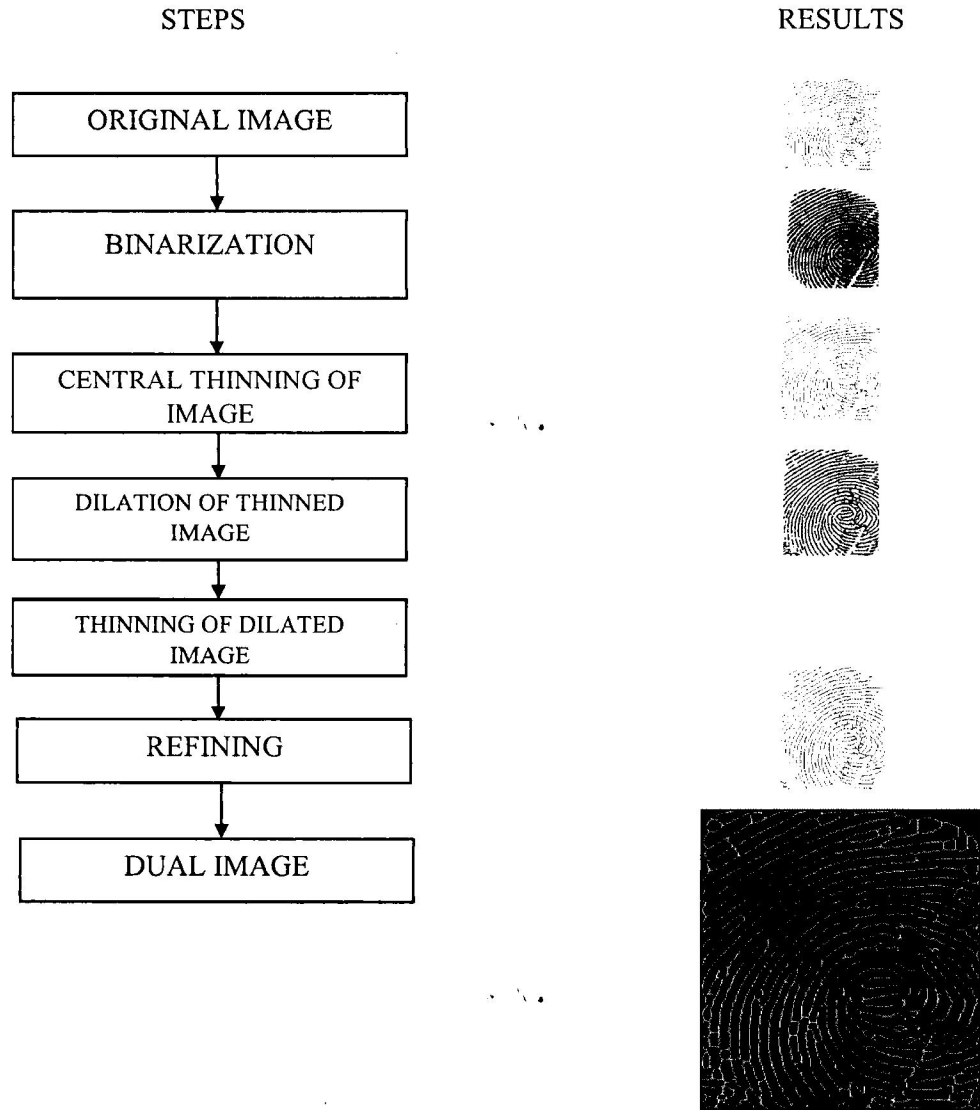 STEPS
RESULTS
ORIGINAL IMAGE
BINARIZATION
CENTRAL THINNING OF
IMAGE
DILATION OF THINNED
IMAGE
THINNING OF DILATED
IMAGE
REFINING
DUAL IMAGE